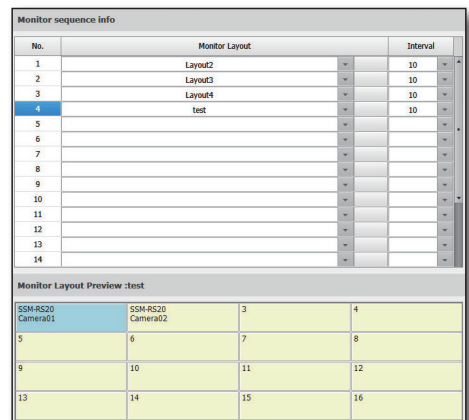 Monitor sequence info
No. Monitor Layout Interval
1 Layout2 10
2 Layout3 10
3 Layout4 10
4 test 10
5
6
7
8
9
10
11
12
13
14
Monitor Layout Preview :test
SSM-RS20 SSM-RS20 3 4
Camera01 Camera02
5 6 7 8
9 10 11 12
13 14 15 16